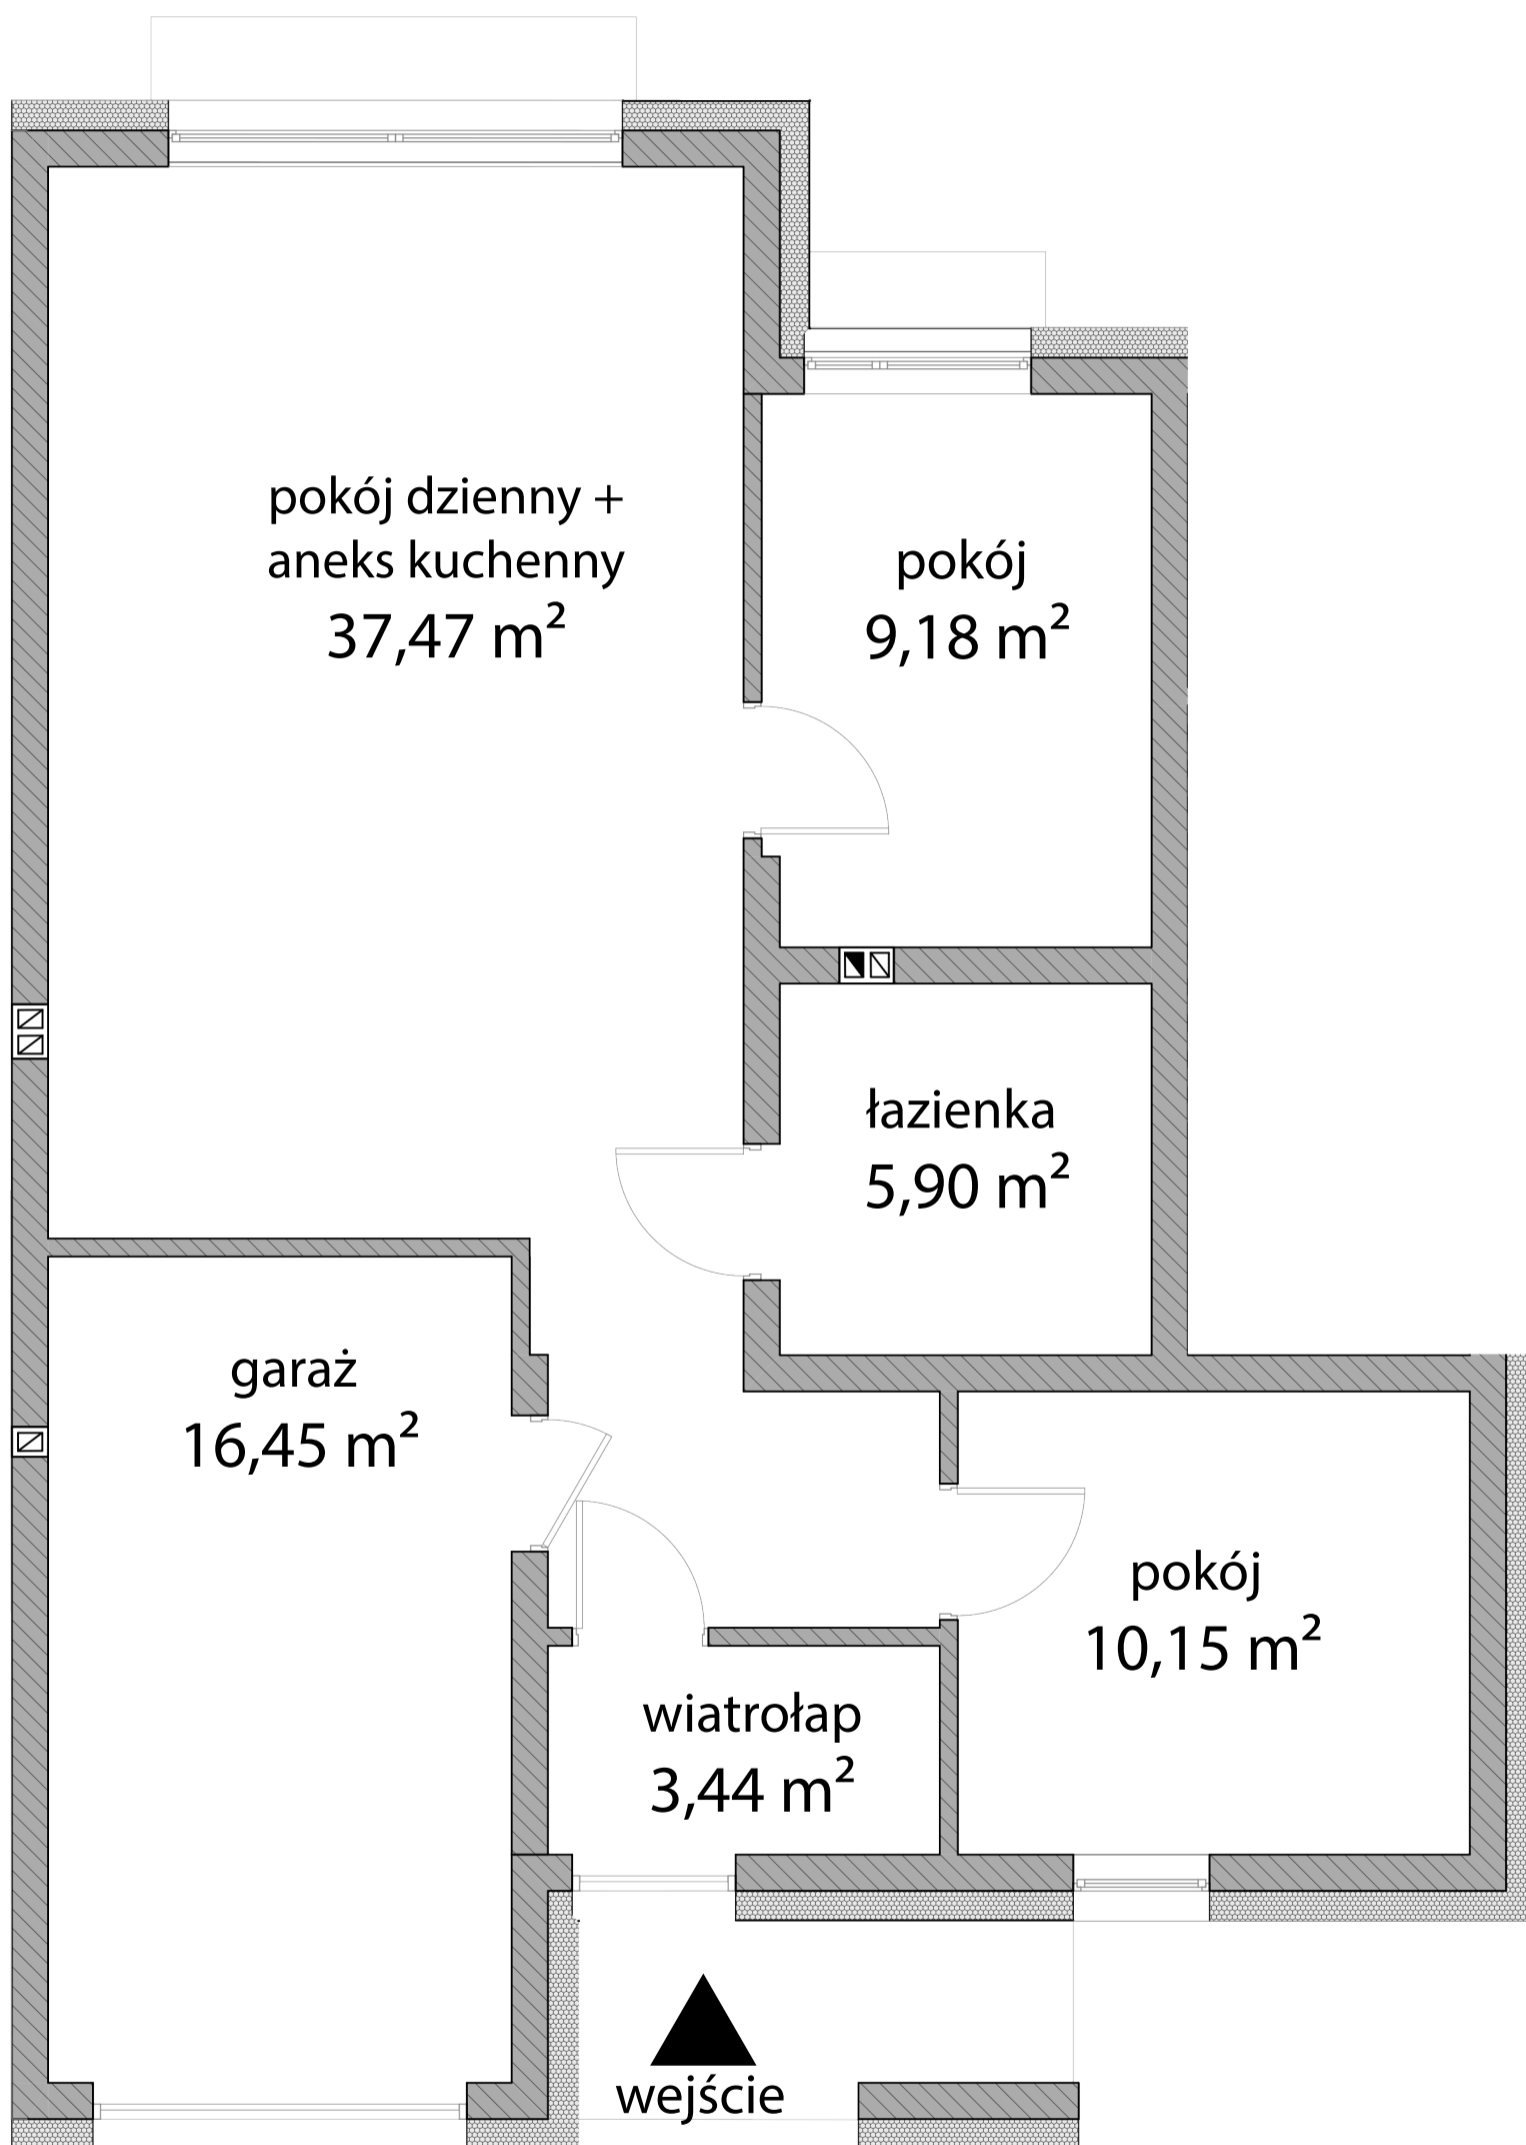 pokój dzienny +
aneks kuchenny
37,47 m²
pokój
9,18 m²
łazienka
5,90 m²
garaż
16,45 m²
pokój
10,15 m²
wiatrołap
3,44 m²
wejście